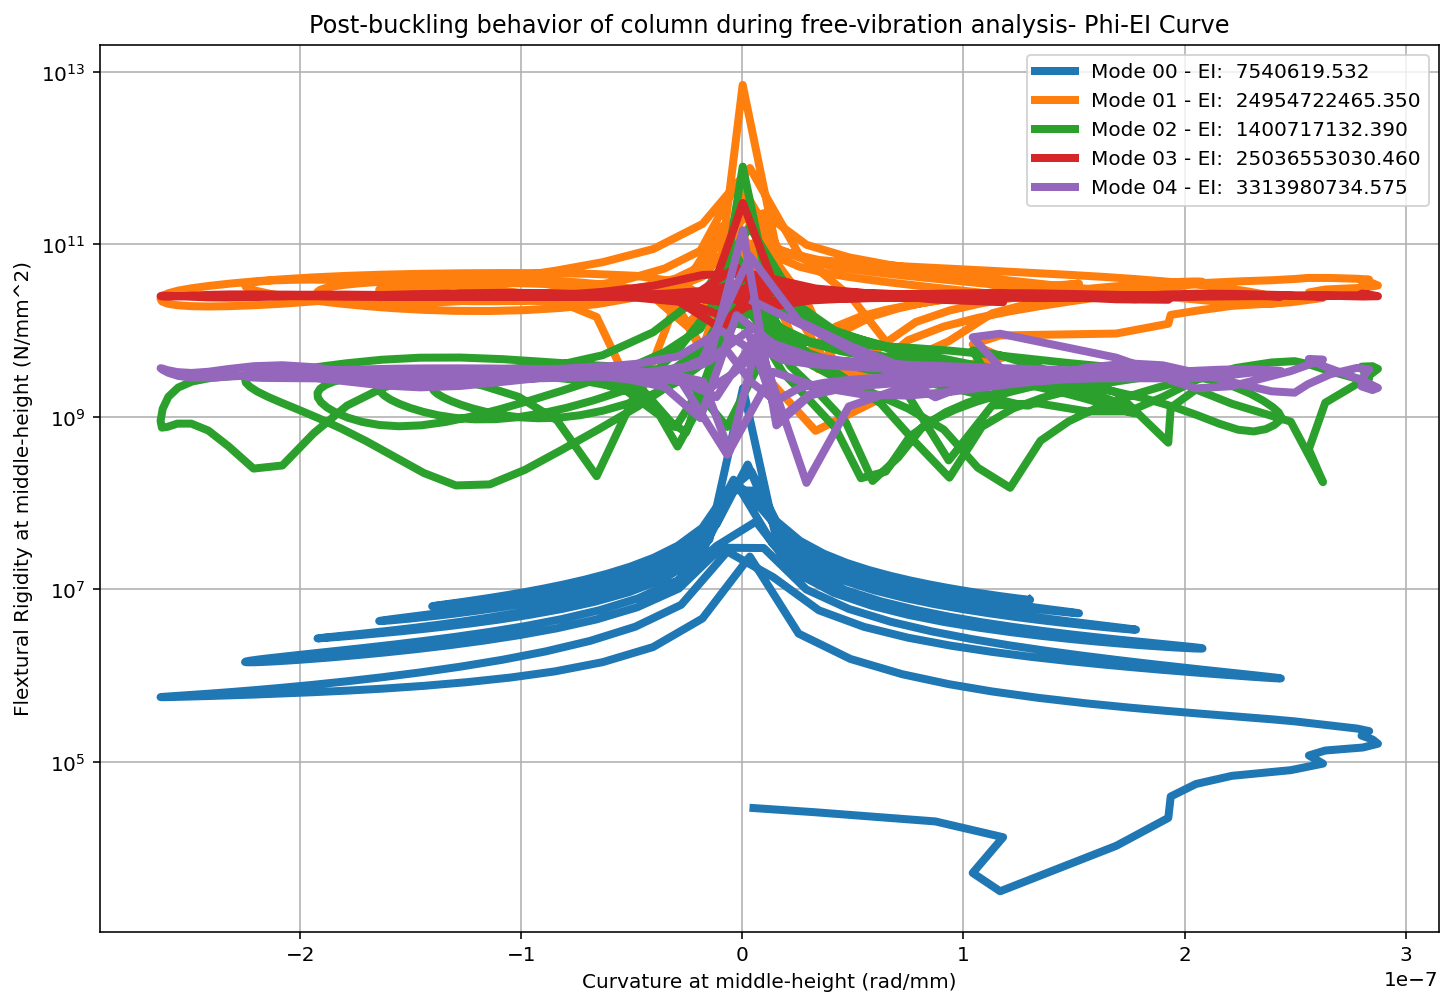 Post-buckling behavior of column during free-vibration analysis- Phi-EI Curve
Mode 00 - EI: 7540619.532
Mode 01 - EI: 24954722465.350
Mode 02 - EI: 1400717132.390
Mode 03 - EI: 25036553030.460
Mode 04 - EI: 3313980734.575
Flextural Rigidity at middle-height (N/mm^2)
10^13
10^11
10^9
10^7
10^5
−2 −1 0 1 2 3
1e−7
Curvature at middle-height (rad/mm)